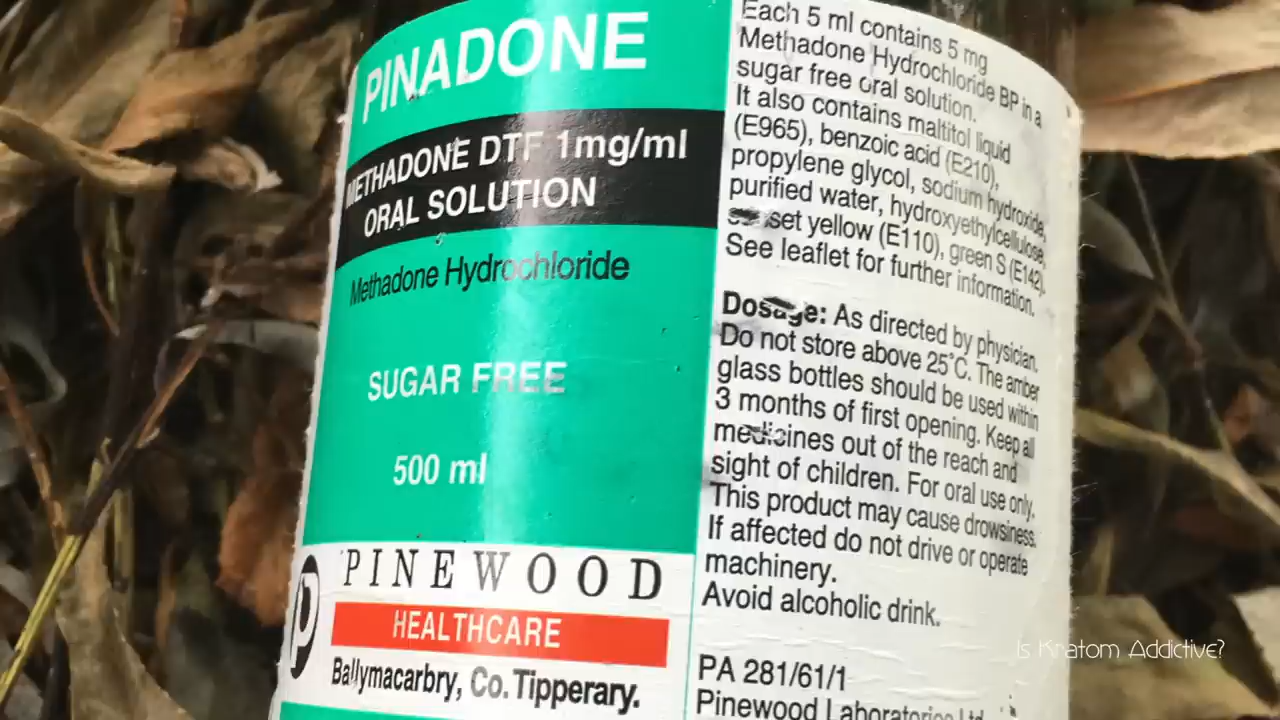 PINADONE
METHADONE DTF 1mg/ml
ORAL SOLUTION
Methadone Hydrochloride
SUGAR FREE
500 ml
PINEWOOD
HEALTHCARE
Ballymacarbry, Co. Tipperary.
Each 5 ml contains 5 mg
Methadone Hydrochloride BP in a
sugar free oral solution.
It also contains maltitol liquid
(E965), benzoic acid (E210),
propylene glycol, sodium hydroxide,
purified water, hydroxyethylcellulose,
sunset yellow (E110), green S (E142).
See leaflet for further information.
Dosage: As directed by physician.
Do not store above 25°C. The amber
glass bottles should be used within
3 months of first opening. Keep all
medicines out of the reach and
sight of children. For oral use only.
This product may cause drowsiness.
If affected do not drive or operate
machinery.
Avoid alcoholic drink.
PA 281/61/1
Pinewood Laboratories Ltd
Is Kratom Addictive?